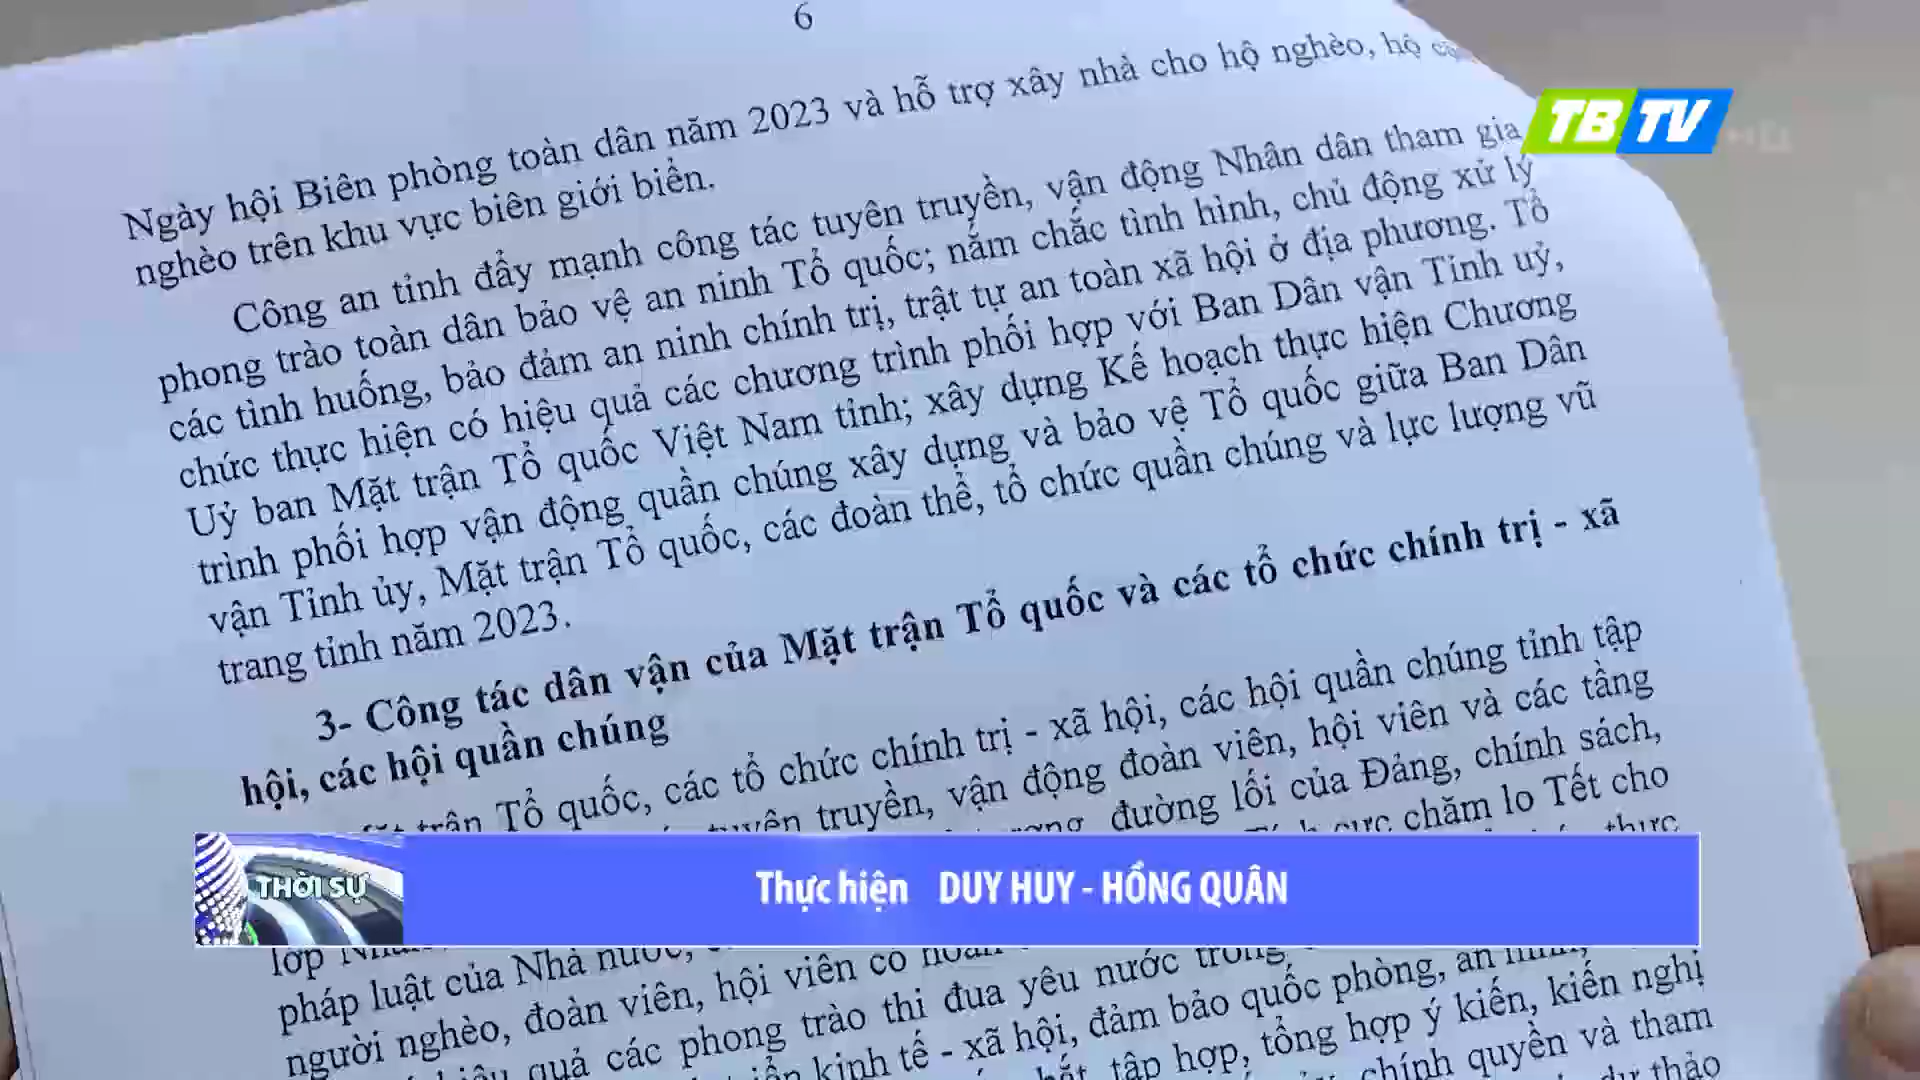 6
Ngày hội Biên phòng toàn dân năm 2023 và hỗ trợ xây nhà cho hộ nghèo, hộ
nghèo trên khu vực biên giới biển.
Công an tỉnh đẩy mạnh công tác tuyên truyền, vận động Nhân dân tham gia
phong trào toàn dân bảo vệ an ninh Tổ quốc; nắm chắc tình hình, chủ động xử lý
các tình huống, bảo đảm an ninh chính trị, trật tự an toàn xã hội ở địa phương. Tổ
chức thực hiện có hiệu quả các chương trình phối hợp với Ban Dân vận Tỉnh uỷ,
Uỷ ban Mặt trận Tổ quốc Việt Nam tỉnh; xây dựng Kế hoạch thực hiện Chương
trình phối hợp vận động quần chúng xây dựng và bảo vệ Tổ quốc giữa Ban Dân
vận Tỉnh ủy, Mặt trận Tổ quốc, các đoàn thể, tổ chức quần chúng và lực lượng vũ
trang tỉnh năm 2023.
3- Công tác dân vận của Mặt trận Tổ quốc và các tổ chức chính trị - xã
hội, các hội quần chúng
trận Tổ quốc, các tổ chức chính trị - xã hội, các hội quần chúng tỉnh tập
truyền, vận động đoàn viên, hội viên và các tầng
đường lối của Đảng, chính sách,
chăm lo Tết cho
thực
TBTV
THỜI SỰ
Thực hiện DUY HUY - HỒNG QUÂN
lớp
pháp luật của Nhà nước,
người nghèo, đoàn viên, hội viên có hoàn
quả các phong trào thi đua yêu nước trong
kinh tế - xã hội, đảm bảo quốc phòng, an ninh,
tập hợp, tổng hợp ý kiến, kiến nghị
chính quyền và tham
dự thảo